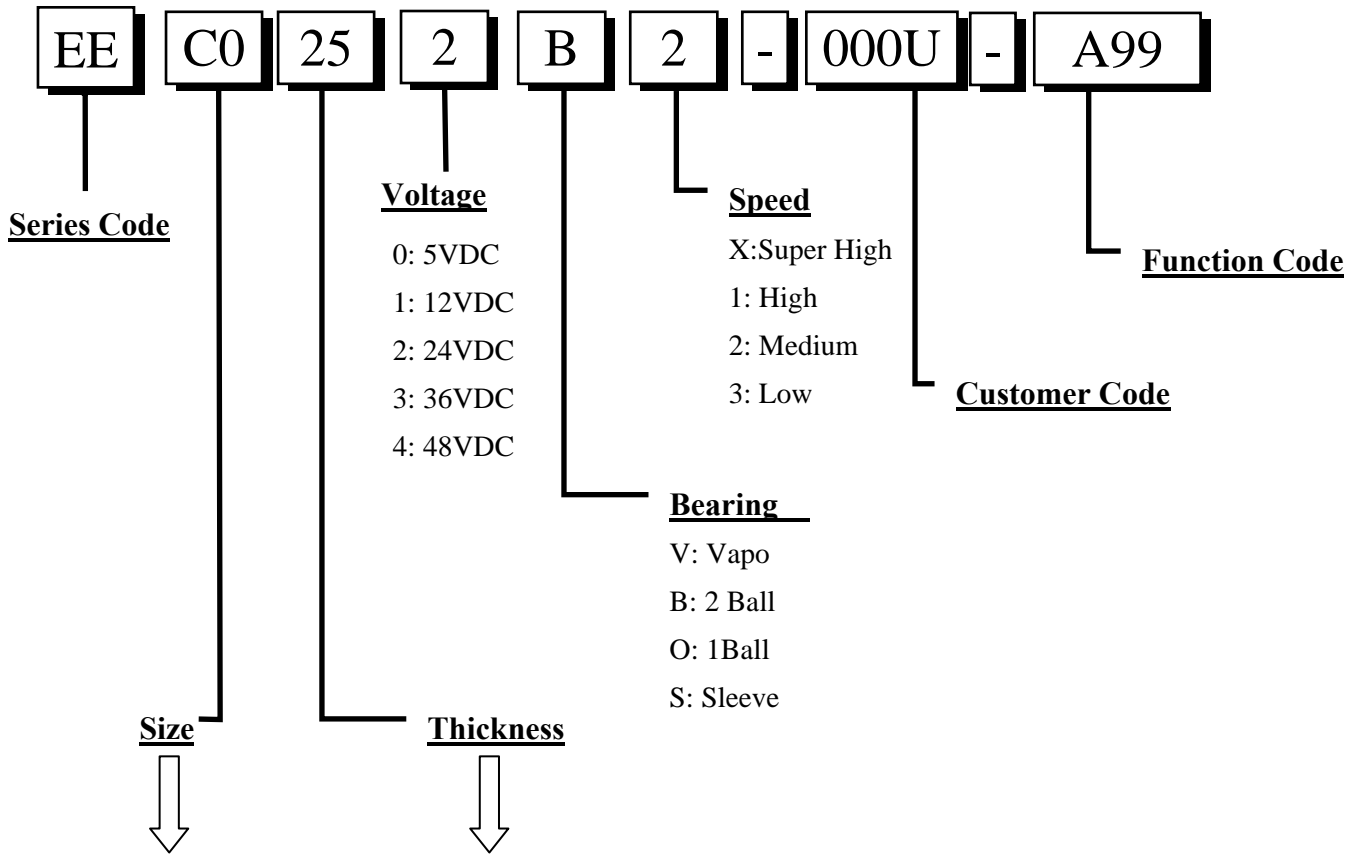 EE C0 25 2 B 2 - 000U - A99
Series Code
Voltage
0: 5VDC
1: 12VDC
2: 24VDC
3: 36VDC
4: 48VDC
Speed
X:Super High
1: High
2: Medium
3: Low
Function Code
Customer Code
Bearing
V: Vapo
B: 2 Ball
O: 1Ball
S: Sleeve
Size
Thickness